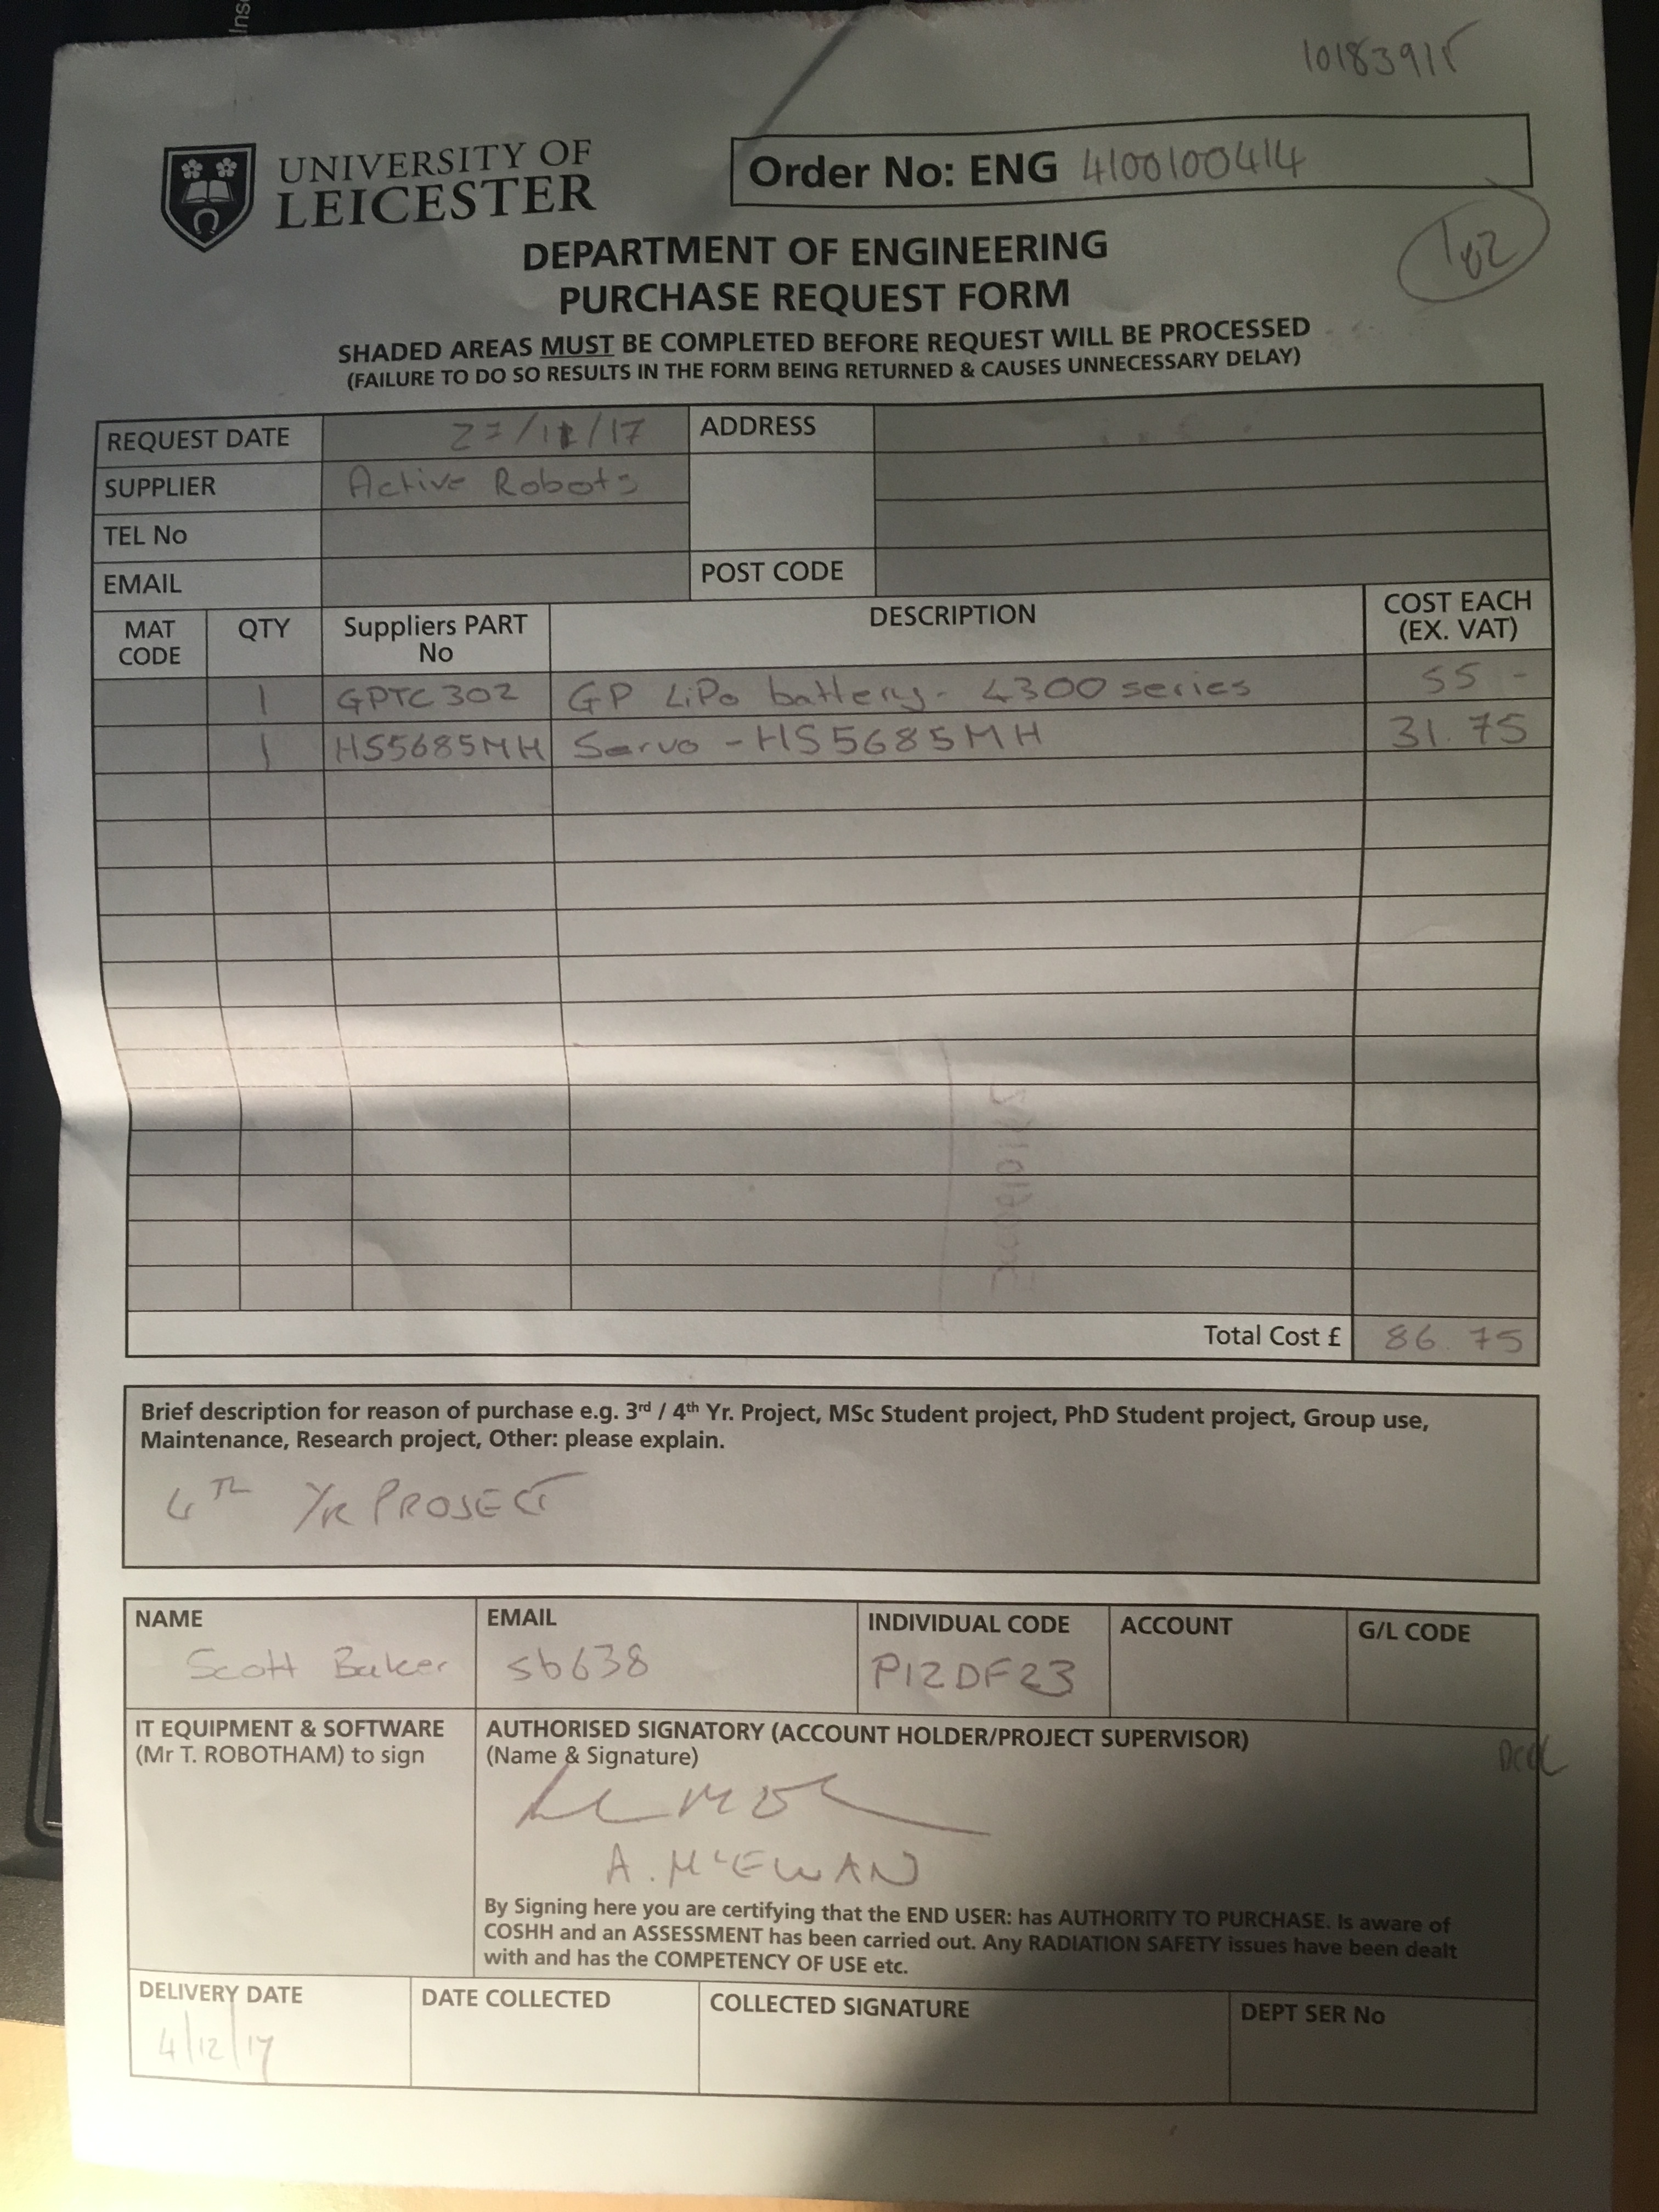 Inse
10183915
UNIVERSITY OF
LEICESTER
Order No: ENG 4100100414
DEPARTMENT OF ENGINEERING
PURCHASE REQUEST FORM
SHADED AREAS MUST BE COMPLETED BEFORE REQUEST WILL BE PROCESSED
(FAILURE TO DO SO RESULTS IN THE FORM BEING RETURNED & CAUSES UNNECESSARY DELAY)
REQUEST DATE 27/11/17 ADDRESS
SUPPLIER Active Robots
TEL No
EMAIL POST CODE
MAT CODE QTY Suppliers PART No DESCRIPTION COST EACH (EX. VAT)
1 GPTC302 GP LiPo battery - 4300 series 55 -
1 HS5685MH Servo - HS5685MH 31.75
Total Cost £ 86.75
Brief description for reason of purchase e.g. 3rd / 4th Yr. Project, MSc Student project, PhD Student project, Group use,
Maintenance, Research project, Other: please explain.
4TH YR PROJECT
NAME EMAIL INDIVIDUAL CODE ACCOUNT G/L CODE
Scott Baker sb638 P12DF23
IT EQUIPMENT & SOFTWARE
(Mr T. ROBOTHAM) to sign
AUTHORISED SIGNATORY (ACCOUNT HOLDER/PROJECT SUPERVISOR)
(Name & Signature)
A. McEWAN
By Signing here you are certifying that the END USER: has AUTHORITY TO PURCHASE. Is aware of
COSHH and an ASSESSMENT has been carried out. Any RADIATION SAFETY issues have been dealt
with and has the COMPETENCY OF USE etc.
DELIVERY DATE DATE COLLECTED COLLECTED SIGNATURE DEPT SER No
4/12/17